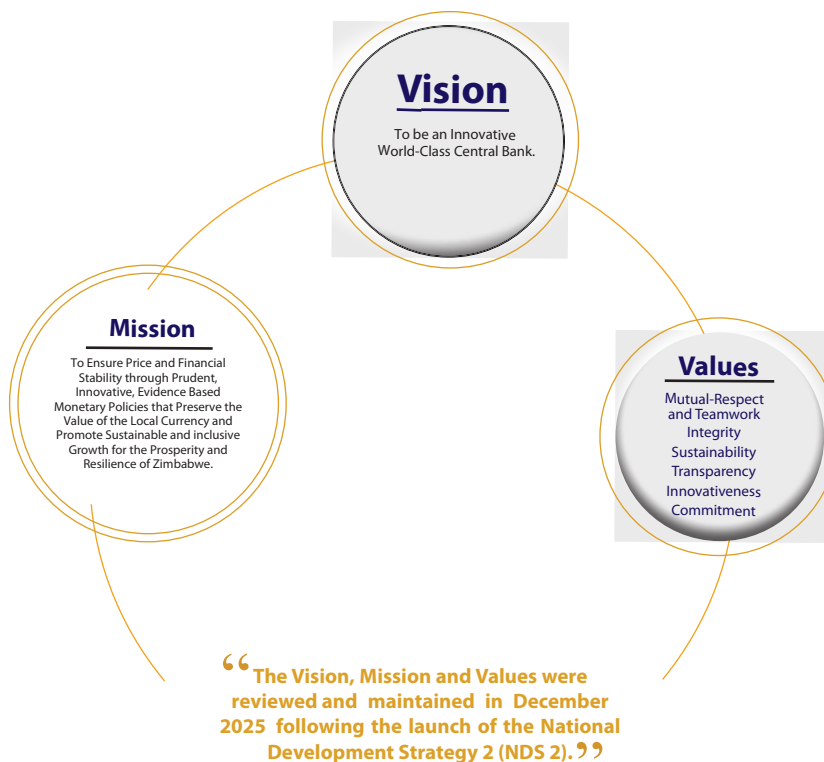 Vision
To be an Innovative
World-Class Central Bank.
Mission
To Ensure Price and Financial
Stability through Prudent,
Innovative, Evidence Based
Monetary Policies that Preserve the
Value of the Local Currency and
Promote Sustainable and inclusive
Growth for the Prosperity and
Resilience of Zimbabwe.
Values
Mutual-Respect
and Teamwork
Integrity
Sustainability
Transparency
Innovativeness
Commitment
“The Vision, Mission and Values were
reviewed and maintained in December
2025 following the launch of the National
Development Strategy 2 (NDS 2).”